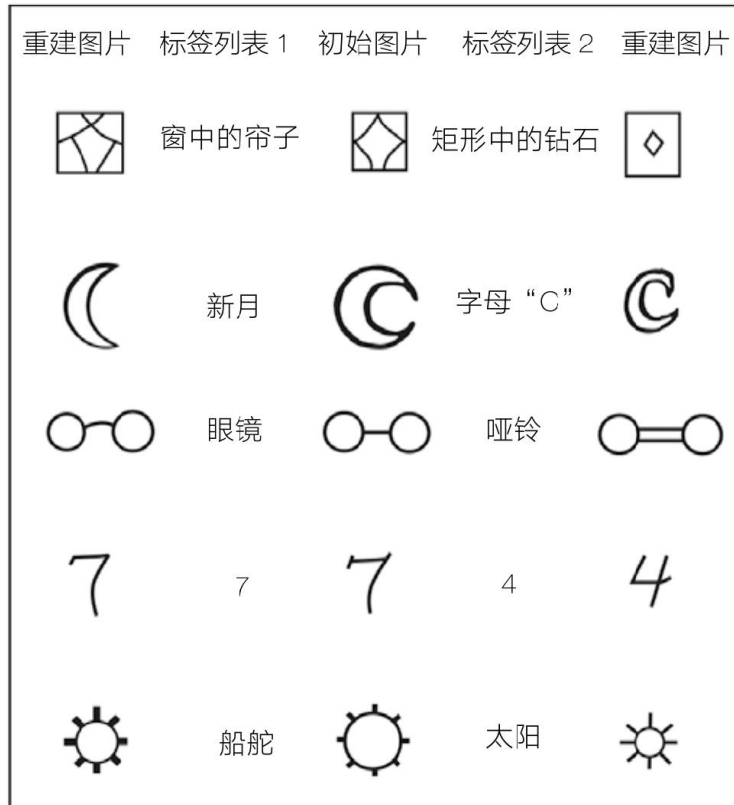 重建图片 标签列表 1 初始图片 标签列表 2 重建图片
窗中的帘子 矩形中的钻石
新月 字母“C”
眼镜 哑铃
7 4
船舵 太阳